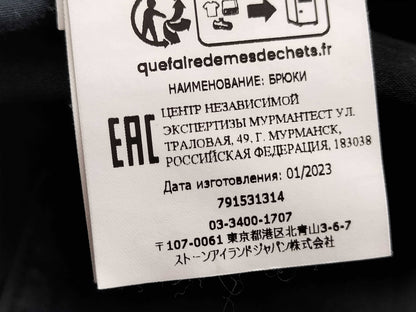 quefairedemesdechets.fr
НАИМЕНОВАНИЕ: БРЮКИ
EAC
ЦЕНТР НЕЗАВИСИМОЙ
ЭКСПЕРТИЗЫ МУРМАНТЕСТ УЛ.
ТРАЛОВАЯ, 49, Г. МУРМАНСК,
РОССИЙСКАЯ ФЕДЕРАЦИЯ, 183038
Дата изготовления: 01/2023
791531314
03-3400-1707
〒107-0061 東京都港区北青山3-6-7
ストーンアイランドジャパン株式会社